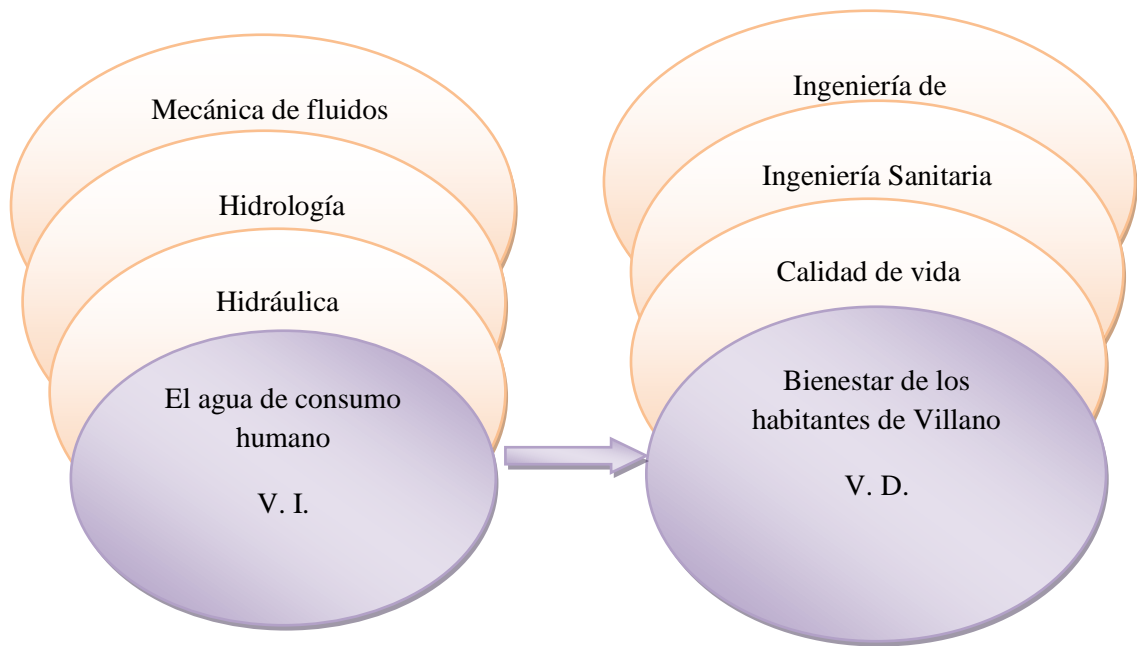 Mecánica de fluidos
Hidrología
Hidráulica
El agua de consumo
humano
V. I.
Ingeniería de
Ingeniería Sanitaria
Calidad de vida
Bienestar de los
habitantes de Villano
V. D.